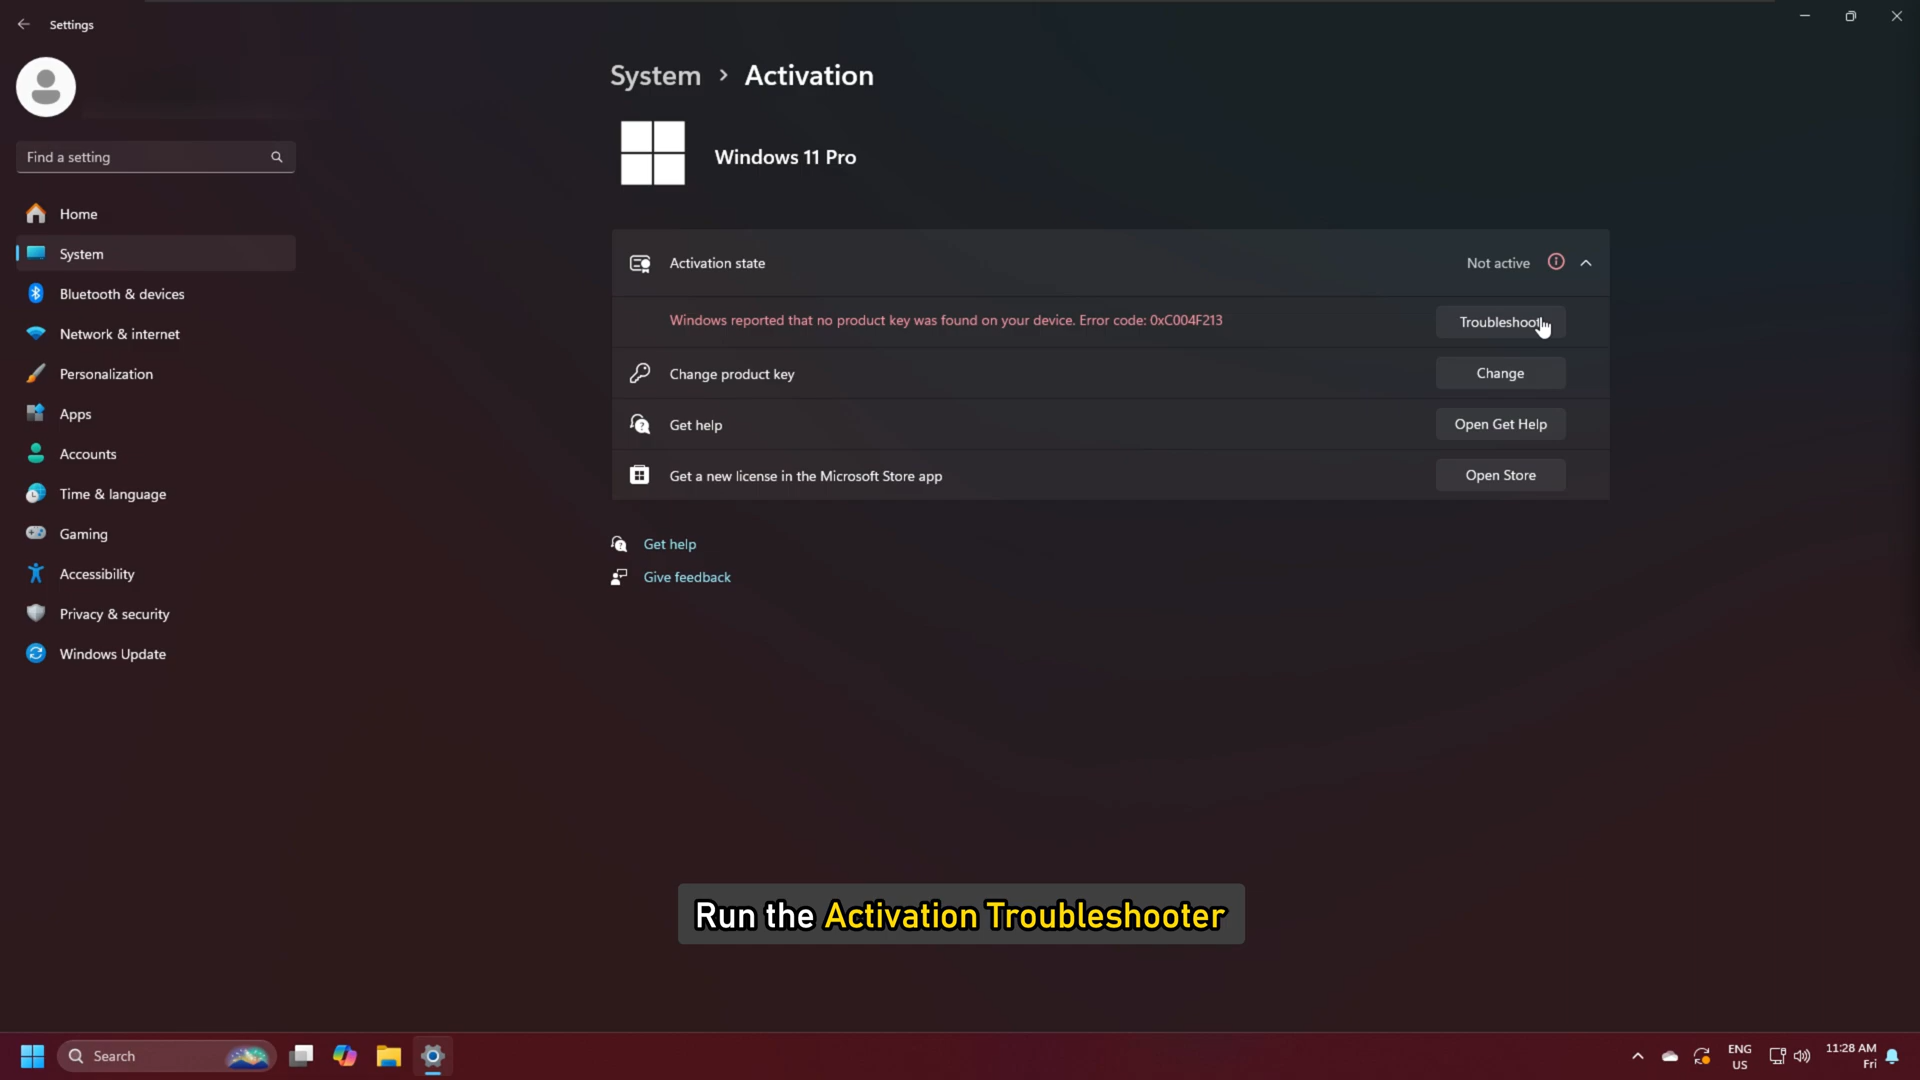 Settings
System > Activation
Windows 11 Pro
Find a setting
Home
System
Bluetooth & devices
Network & internet
Personalization
Apps
Accounts
Time & language
Gaming
Accessibility
Privacy & security
Windows Update
Activation state
Not active
Windows reported that no product key was found on your device. Error code: 0xC004F213
Troubleshoot
Change product key
Change
Get help
Open Get Help
Get a new license in the Microsoft Store app
Open Store
Get help
Give feedback
Run the Activation Troubleshooter
Search
ENG
US
11:28 AM
Fri